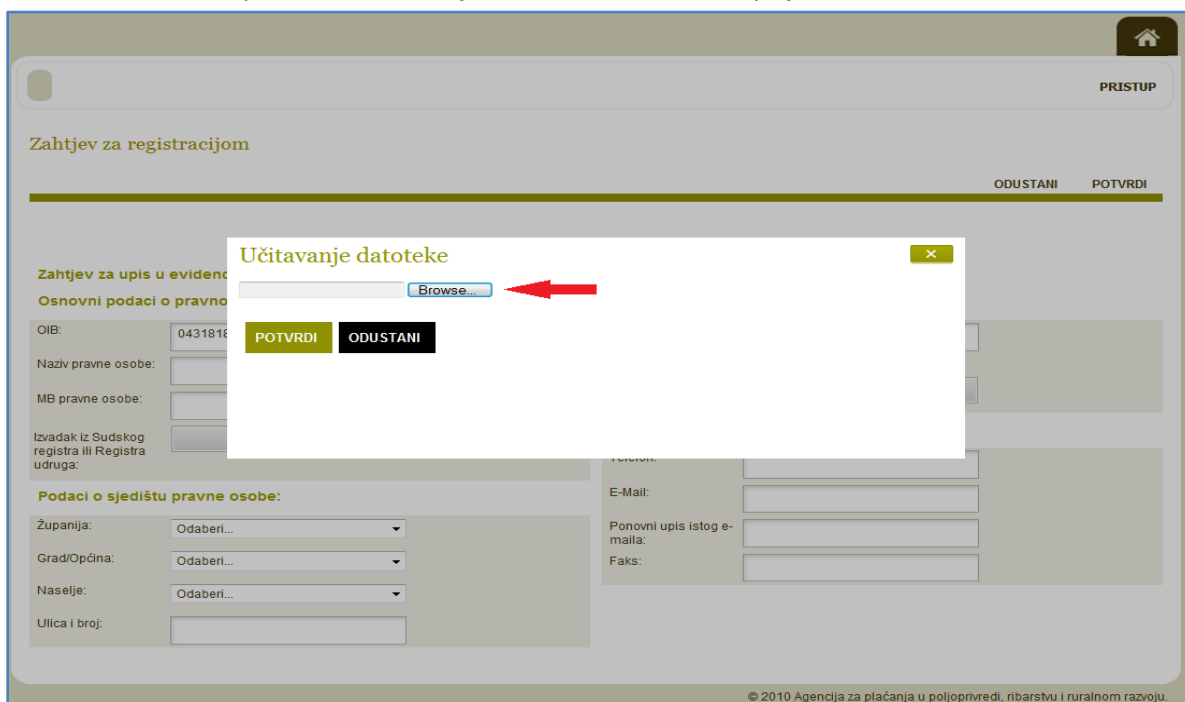 PRISTUP
Zahtjev za registracijom
ODUSTANI POTVRDI
Učitavanje datoteke
Browse...
POTVRDI ODUSTANI
Zahtjev za upis u
Osnovni podaci o
OIB:
0431818
Naziv pravne osobe:
MB pravne osobe:
Izvadak iz Sudskog
registra ili Registra
udruga:
Podaci o sjedištu pravne osobe:
Županija:
Odaberi...
Grad/Općina:
Odaberi...
Naselje:
Odaberi...
Ulica i broj:
Telefon:
E-Mail:
Ponovni upis istog e-
maila:
Faks:
© 2010 Agencija za plaćanja u poljoprivredi, ribarstvu i ruralnom razvoju.